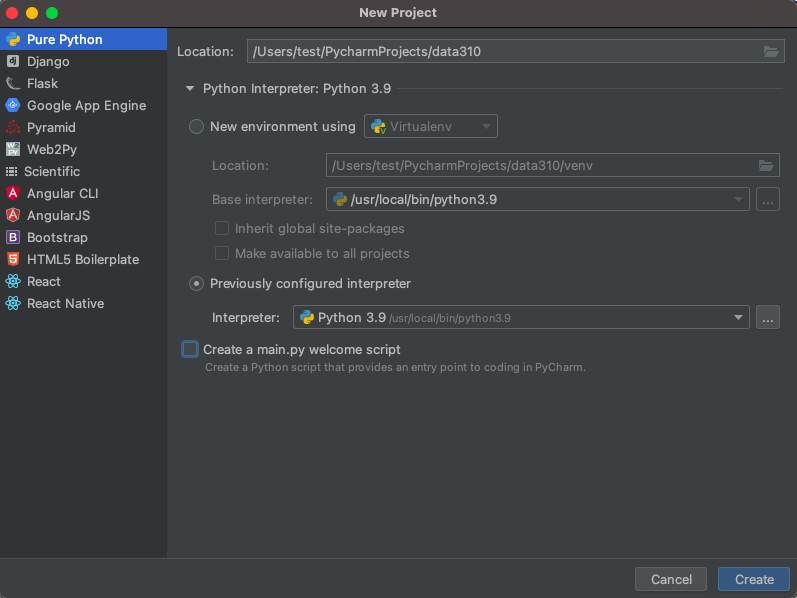 New Project
Pure Python
Django
Flask
Google App Engine
Pyramid
Web2Py
Scientific
Angular CLI
AngularJS
Bootstrap
HTML5 Boilerplate
React
React Native
Location: /Users/test/PycharmProjects/data310
Python Interpreter: Python 3.9
New environment using Virtualenv
Location: /Users/test/PycharmProjects/data310/venv
Base interpreter: /usr/local/bin/python3.9 ...
Inherit global site-packages
Make available to all projects
Previously configured interpreter
Interpreter: Python 3.9 /usr/local/bin/python3.9 ...
Create a main.py welcome script
Create a Python script that provides an entry point to coding in PyCharm.
Cancel Create